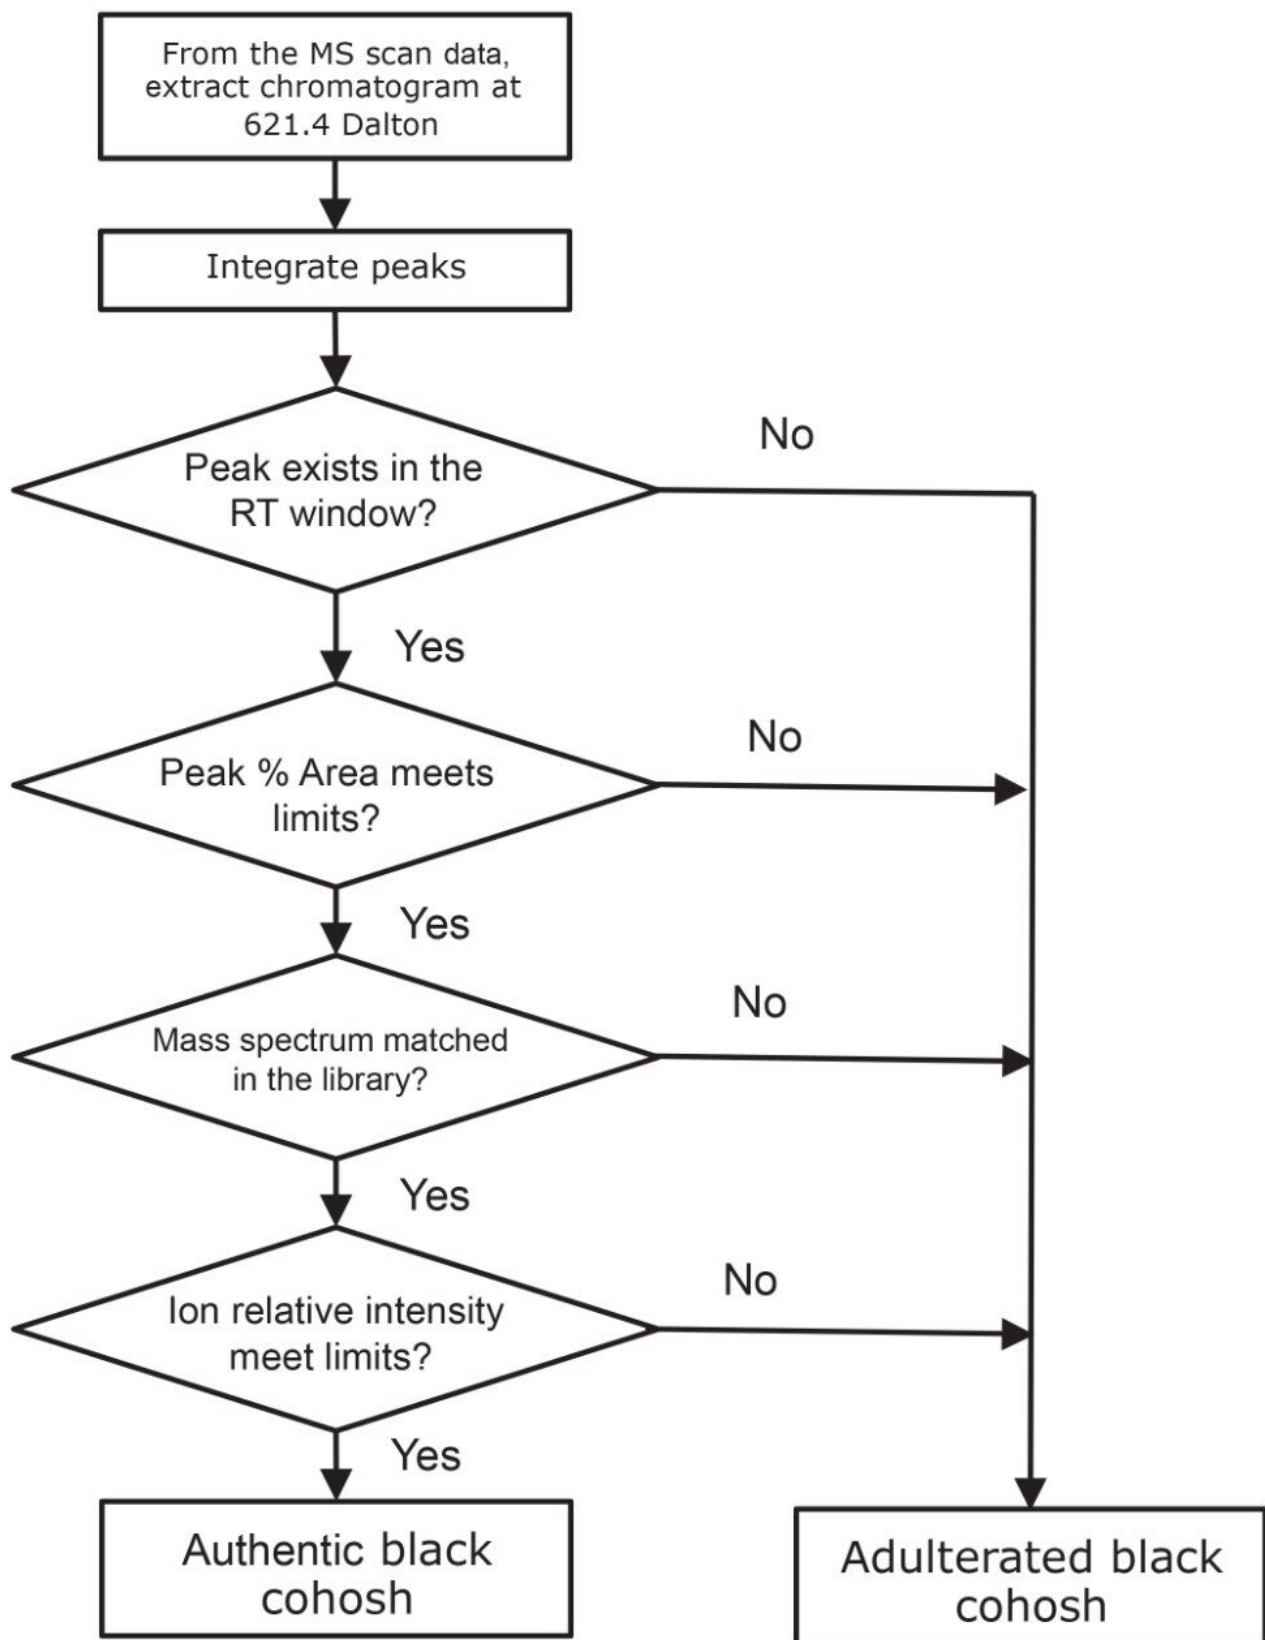 From the MS scan data,
extract chromatogram at
621.4 Dalton
Integrate peaks
Peak exists in the
RT window?
No
Yes
Peak % Area meets
limits?
No
Yes
Mass spectrum matched
in the library?
No
Yes
Ion relative intensity
meet limits?
No
Yes
Authentic black
cohosh
Adulterated black
cohosh